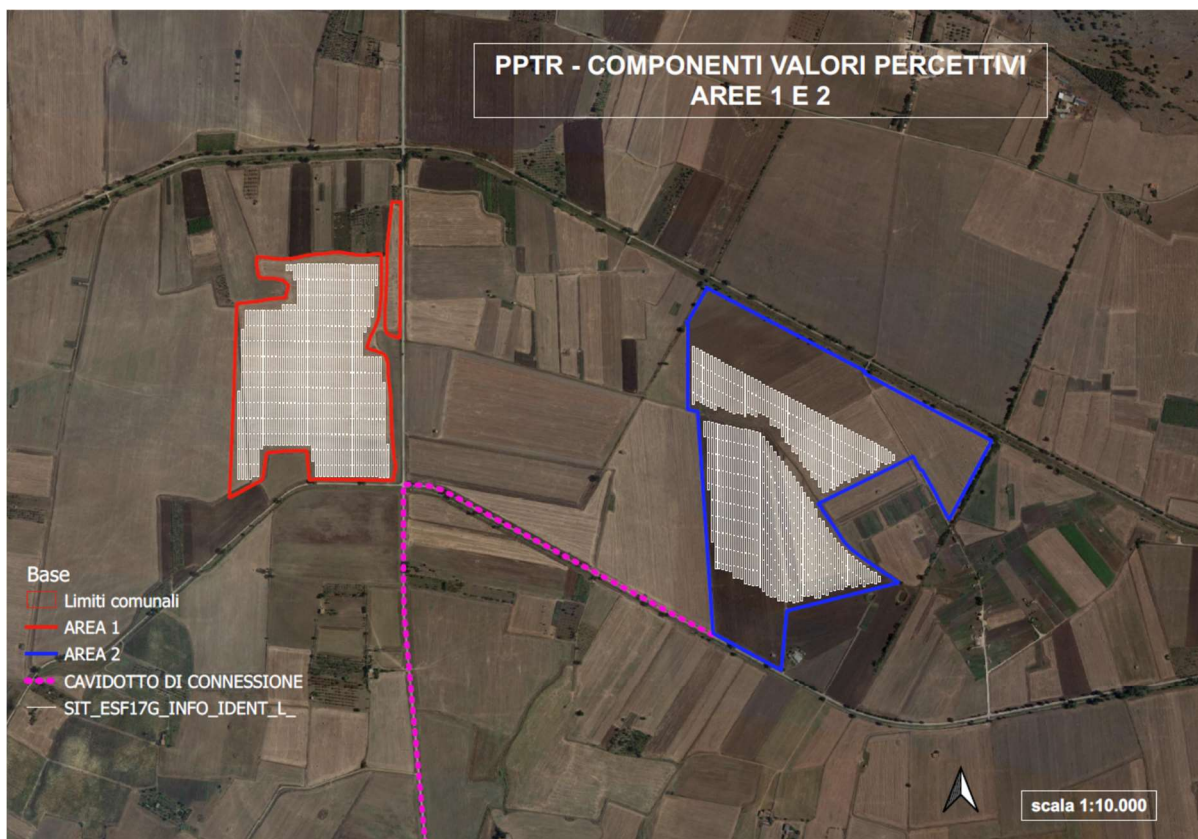 PPTR - COMPONENTI VALORI PERCETTIVI
AREE 1 E 2
Base
Limiti comunali
AREA 1
AREA 2
CAVIDOTTO DI CONNESSIONE
SIT_ESF17G_INFO_IDENT_L_
scala 1:10.000